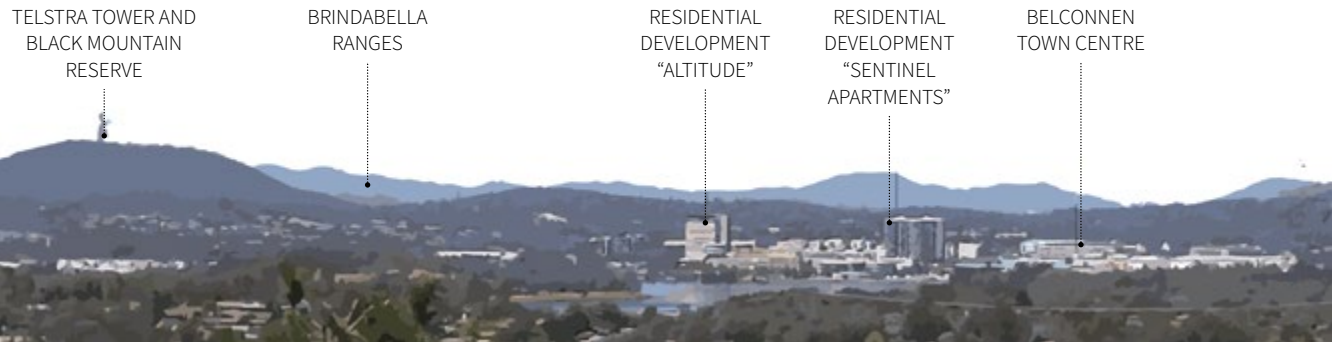 TELSTRA TOWER AND
BLACK MOUNTAIN
RESERVE
BRINDABELLA
RANGES
RESIDENTIAL
DEVELOPMENT
“ALTITUDE”
RESIDENTIAL
DEVELOPMENT
“SENTINEL
APARTMENTS”
BELCONNEN
TOWN CENTRE